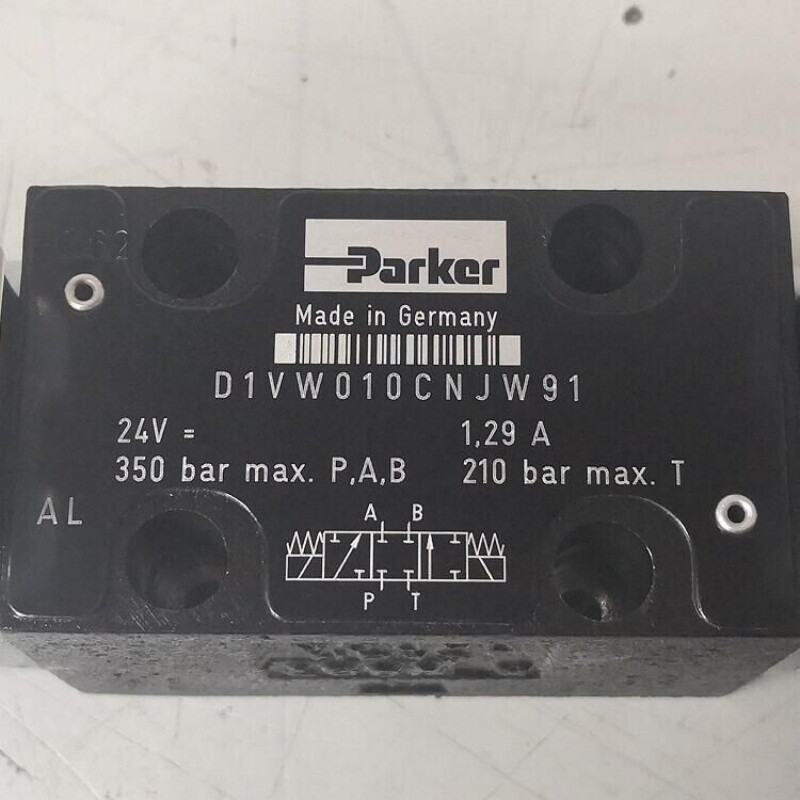 Parker
Made in Germany
D1VW010CNJW91
24V = 1,29 A
350 bar max. P,A,B 210 bar max. T
AL
A B
P T